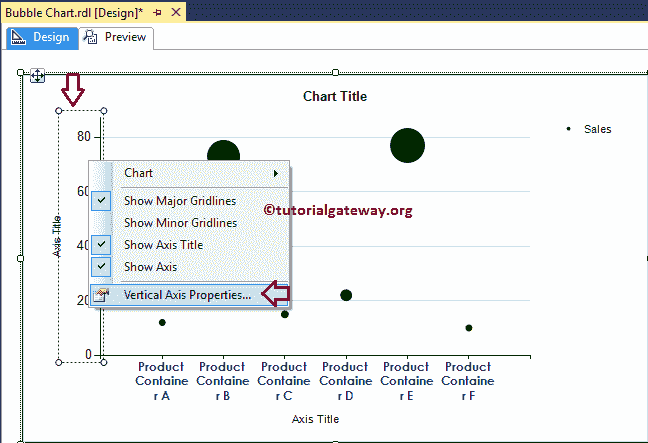 Bubble Chart.rdl [Design]*
Design
Preview
Chart Title
Sales
80
60
40
20
0
Axis Title
Chart
Show Major Gridlines
Show Minor Gridlines
Show Axis Title
Show Axis
Vertical Axis Properties...
©tutorialgateway.org
Product Product Product Product Product Product
Containe Containe Containe Containe Containe Containe
r A r B r C r D r E r F
Axis Title